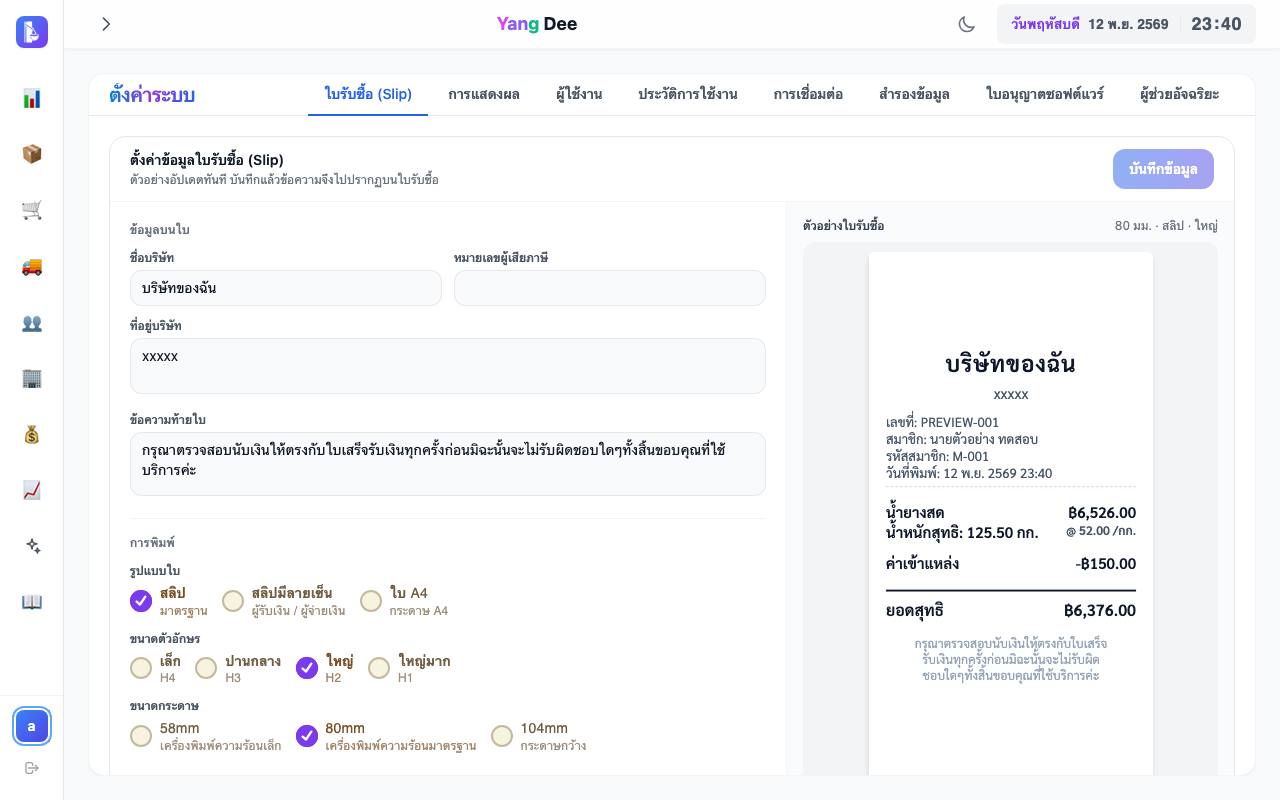 Yang Dee
วันพฤหัสบดี 12 พ.ย. 2569 23:40
ตั้งค่าระบบ
ใบรับซื้อ (Slip)
การแสดงผล
ผู้ใช้งาน
ประวัติการใช้งาน
การเชื่อมต่อ
สำรองข้อมูล
ใบอนุญาตซอฟต์แวร์
ผู้ช่วยอัจฉริยะ
ตั้งค่าข้อมูลใบรับซื้อ (Slip)
ตัวอย่างอัปเดตทันที บันทึกแล้วข้อความจึงไปปรากฏบนใบรับซื้อ
บันทึกข้อมูล
ข้อมูลบนใบ
ชื่อบริษัท
หมายเลขผู้เสียภาษี
บริษัทของฉัน
ที่อยู่บริษัท
xxxxx
ข้อความท้ายใบ
กรุณาตรวจสอบนับเงินให้ตรงกับใบเสร็จรับเงินทุกครั้งก่อนมิฉะนั้นจะไม่รับผิดชอบใดๆทั้งสิ้นขอบคุณที่ใช้
บริการค่ะ
การพิมพ์
รูปแบบใบ
สลิป
มาตรฐาน
สลิปมีลายเซ็น
ผู้รับเงิน / ผู้จ่ายเงิน
ใบ A4
กระดาษ A4
ขนาดตัวอักษร
เล็ก
H4
ปานกลาง
H3
ใหญ่
H2
ใหญ่มาก
H1
ขนาดกระดาษ
58mm
เครื่องพิมพ์ความร้อนเล็ก
80mm
เครื่องพิมพ์ความร้อนมาตรฐาน
104mm
กระดาษกว้าง
ตัวอย่างใบรับซื้อ
80 มม. · สลิป · ใหญ่
บริษัทของฉัน
xxxxx
เลขที่: PREVIEW-001
สมาชิก: นายตัวอย่าง ทดสอบ
รหัสสมาชิก: M-001
วันที่พิมพ์: 12 พ.ย. 2569 23:40
น้ำยางสด ฿6,526.00
น้ำหนักสุทธิ: 125.50 กก. @ 52.00 /กก.
ค่าเข้าแหล่ง -฿150.00
ยอดสุทธิ ฿6,376.00
กรุณาตรวจสอบนับเงินให้ตรงกับใบเสร็จ
รับเงินทุกครั้งก่อนมิฉะนั้นจะไม่รับผิด
ชอบใดๆทั้งสิ้นขอบคุณที่ใช้บริการค่ะ
a